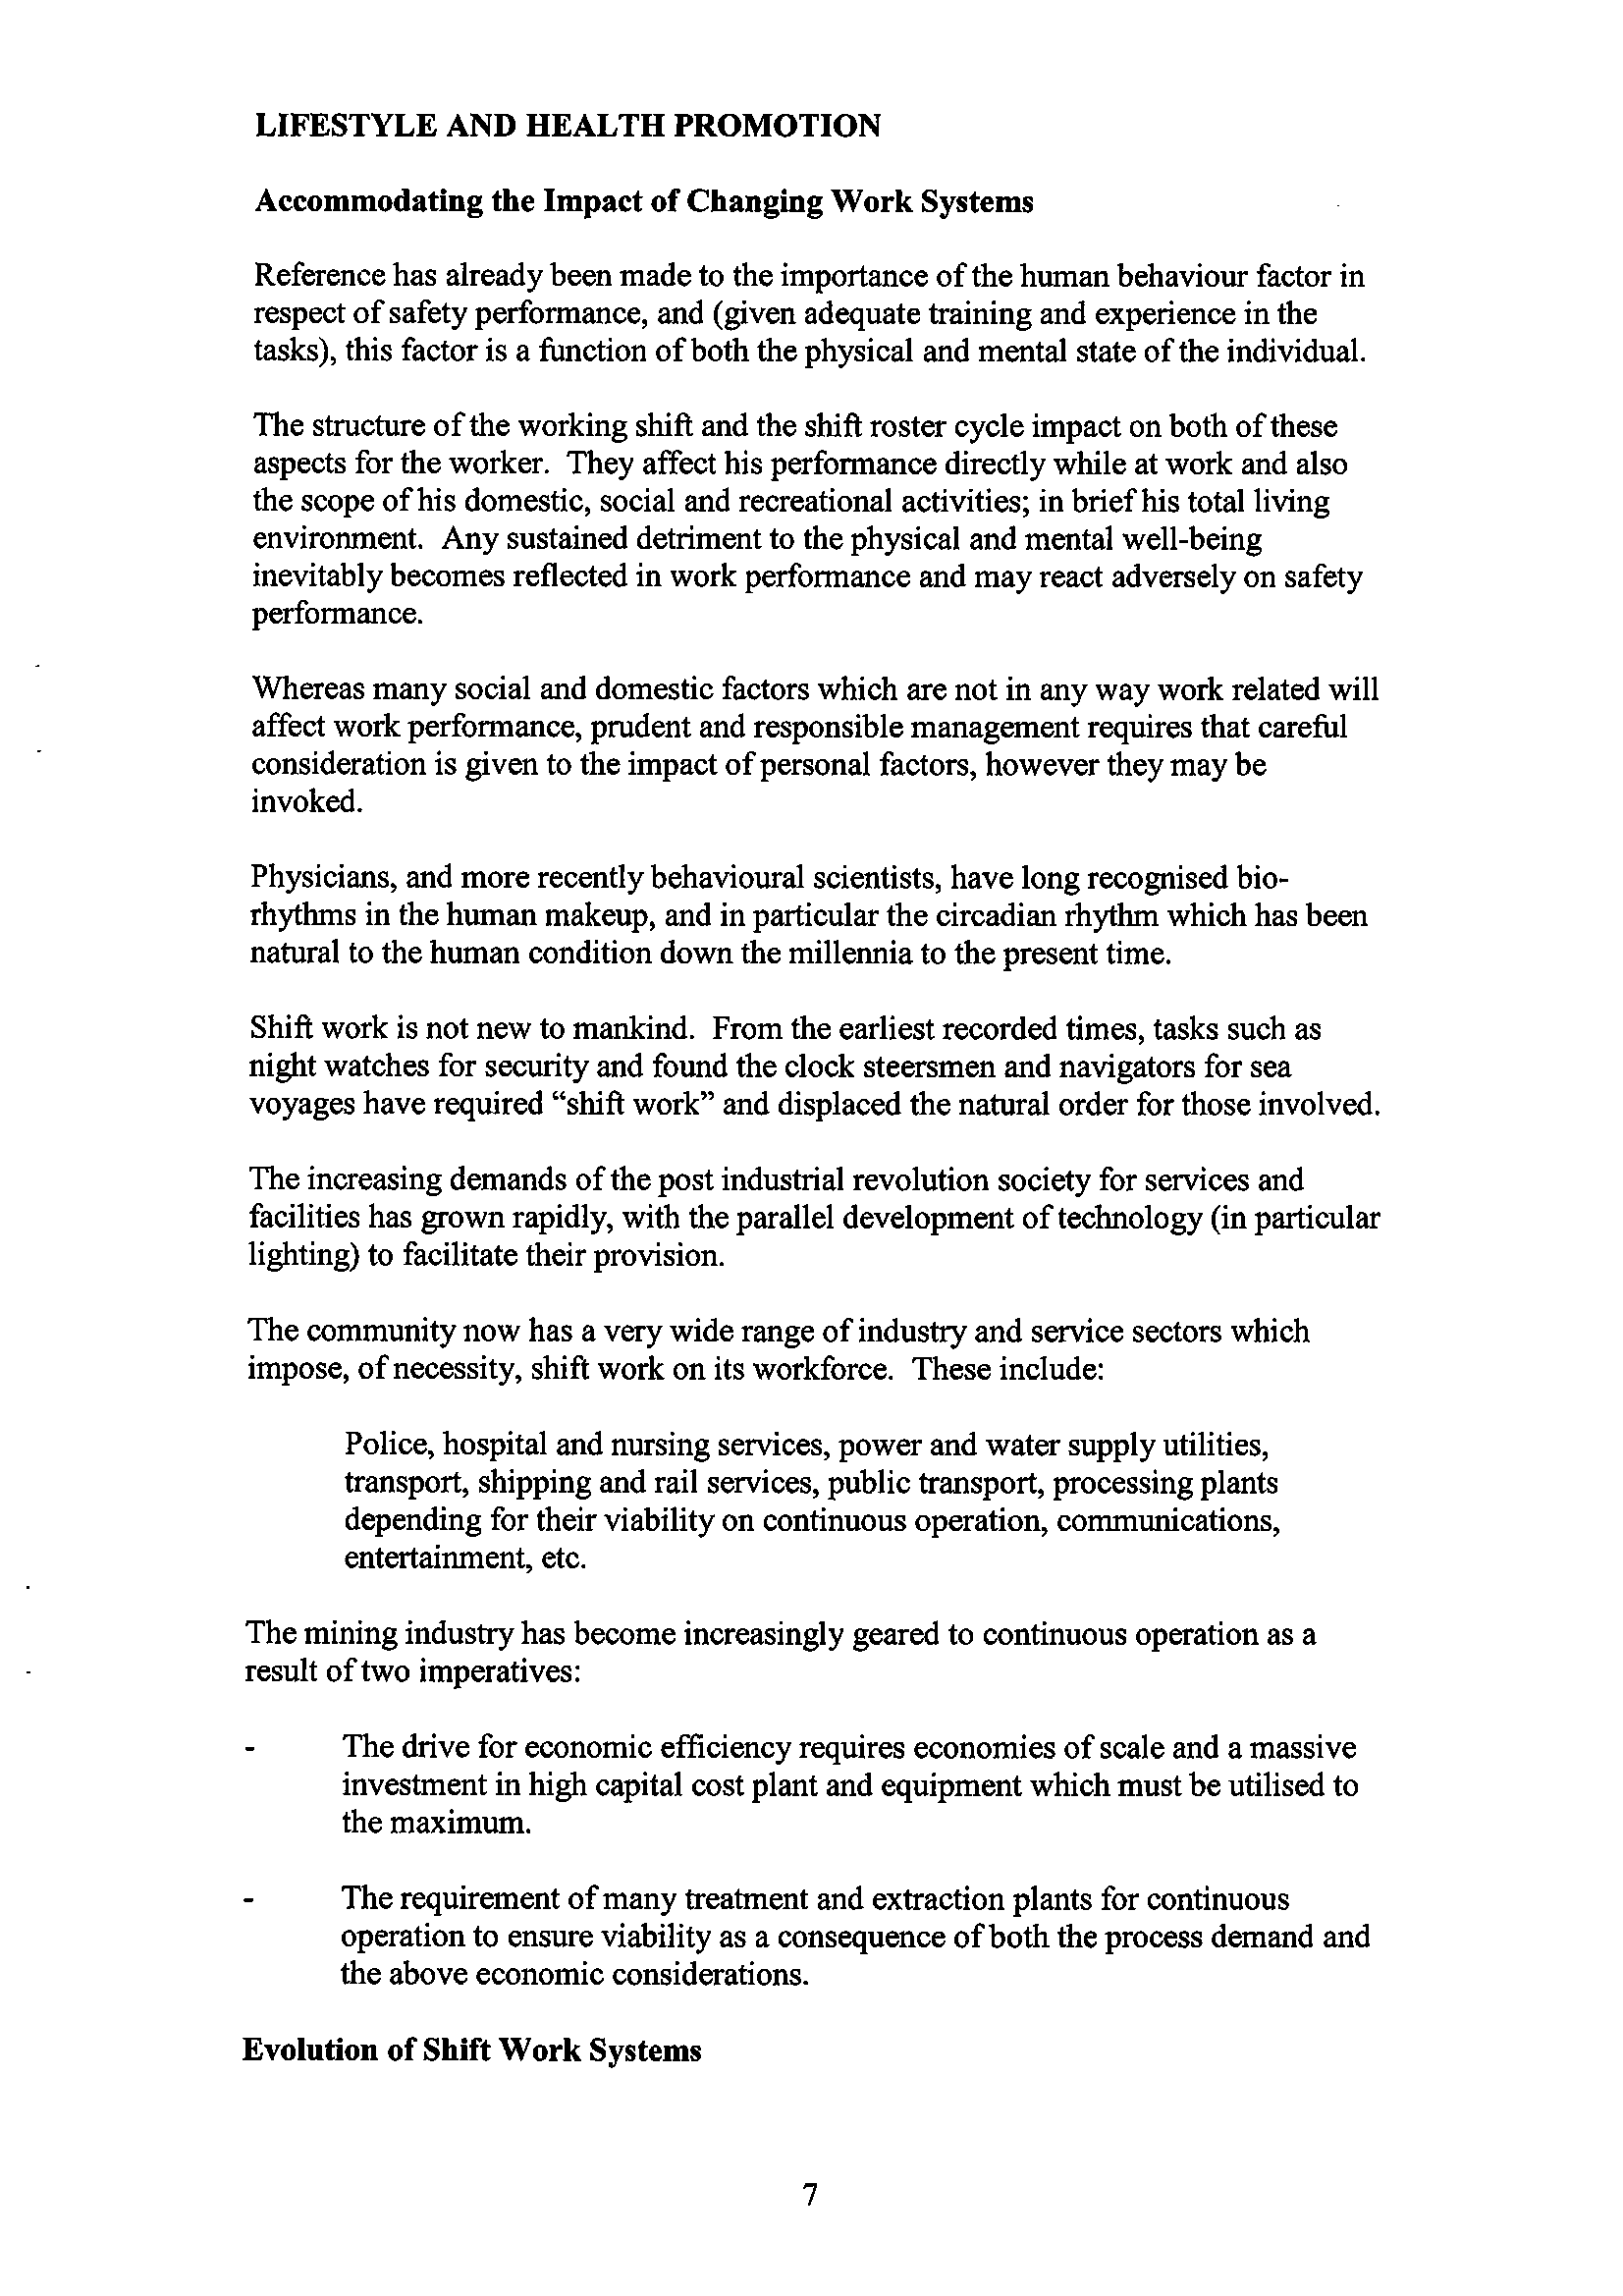 LIFESTYLE AND HEALTH PROMOTION
Accommodating the Impact of Changing Work Systems
Reference has already been made to the importance of the human behaviour factor in
respect of safety performance, and (given adequate training and experience in the
tasks), this factor is a function of both the physical and mental state of the individual.
The structure of the working shift and the shift roster cycle impact on both of these
aspects for the worker. They affect his performance directly while at work and also
the scope of his domestic, social and recreational activities; in brief his total living
environment. Any sustained detriment to the physical and mental well-being
inevitably becomes reflected in work performance and may react adversely on safety
performance.
Whereas many social and domestic factors which are not in any way work related will
affect work performance, prudent and responsible management requires that careful
consideration is given to the impact of personal factors, however they may be
invoked.
Physicians, and more recently behavioural scientists, have long recognised bio-
rhythms in the human makeup, and in particular the circadian rhythm which has been
natural to the human condition down the millennia to the present time.
Shift work is not new to mankind. From the earliest recorded times, tasks such as
night watches for security and found the clock steersmen and navigators for sea
voyages have required “shift work” and displaced the natural order for those involved.
The increasing demands of the post industrial revolution society for services and
facilities has grown rapidly, with the parallel development of technology (in particular
lighting) to facilitate their provision.
The community now has a very wide range of industry and service sectors which
impose, of necessity, shift work on its workforce. These include:
Police, hospital and nursing services, power and water supply utilities,
transport, shipping and rail services, public transport, processing plants
depending for their viability on continuous operation, communications,
entertainment, etc.
The mining industry has become increasingly geared to continuous operation as a
result of two imperatives:
- The drive for economic efficiency requires economies of scale and a massive
investment in high capital cost plant and equipment which must be utilised to
the maximum.
- The requirement of many treatment and extraction plants for continuous
operation to ensure viability as a consequence of both the process demand and
the above economic considerations.
Evolution of Shift Work Systems
7